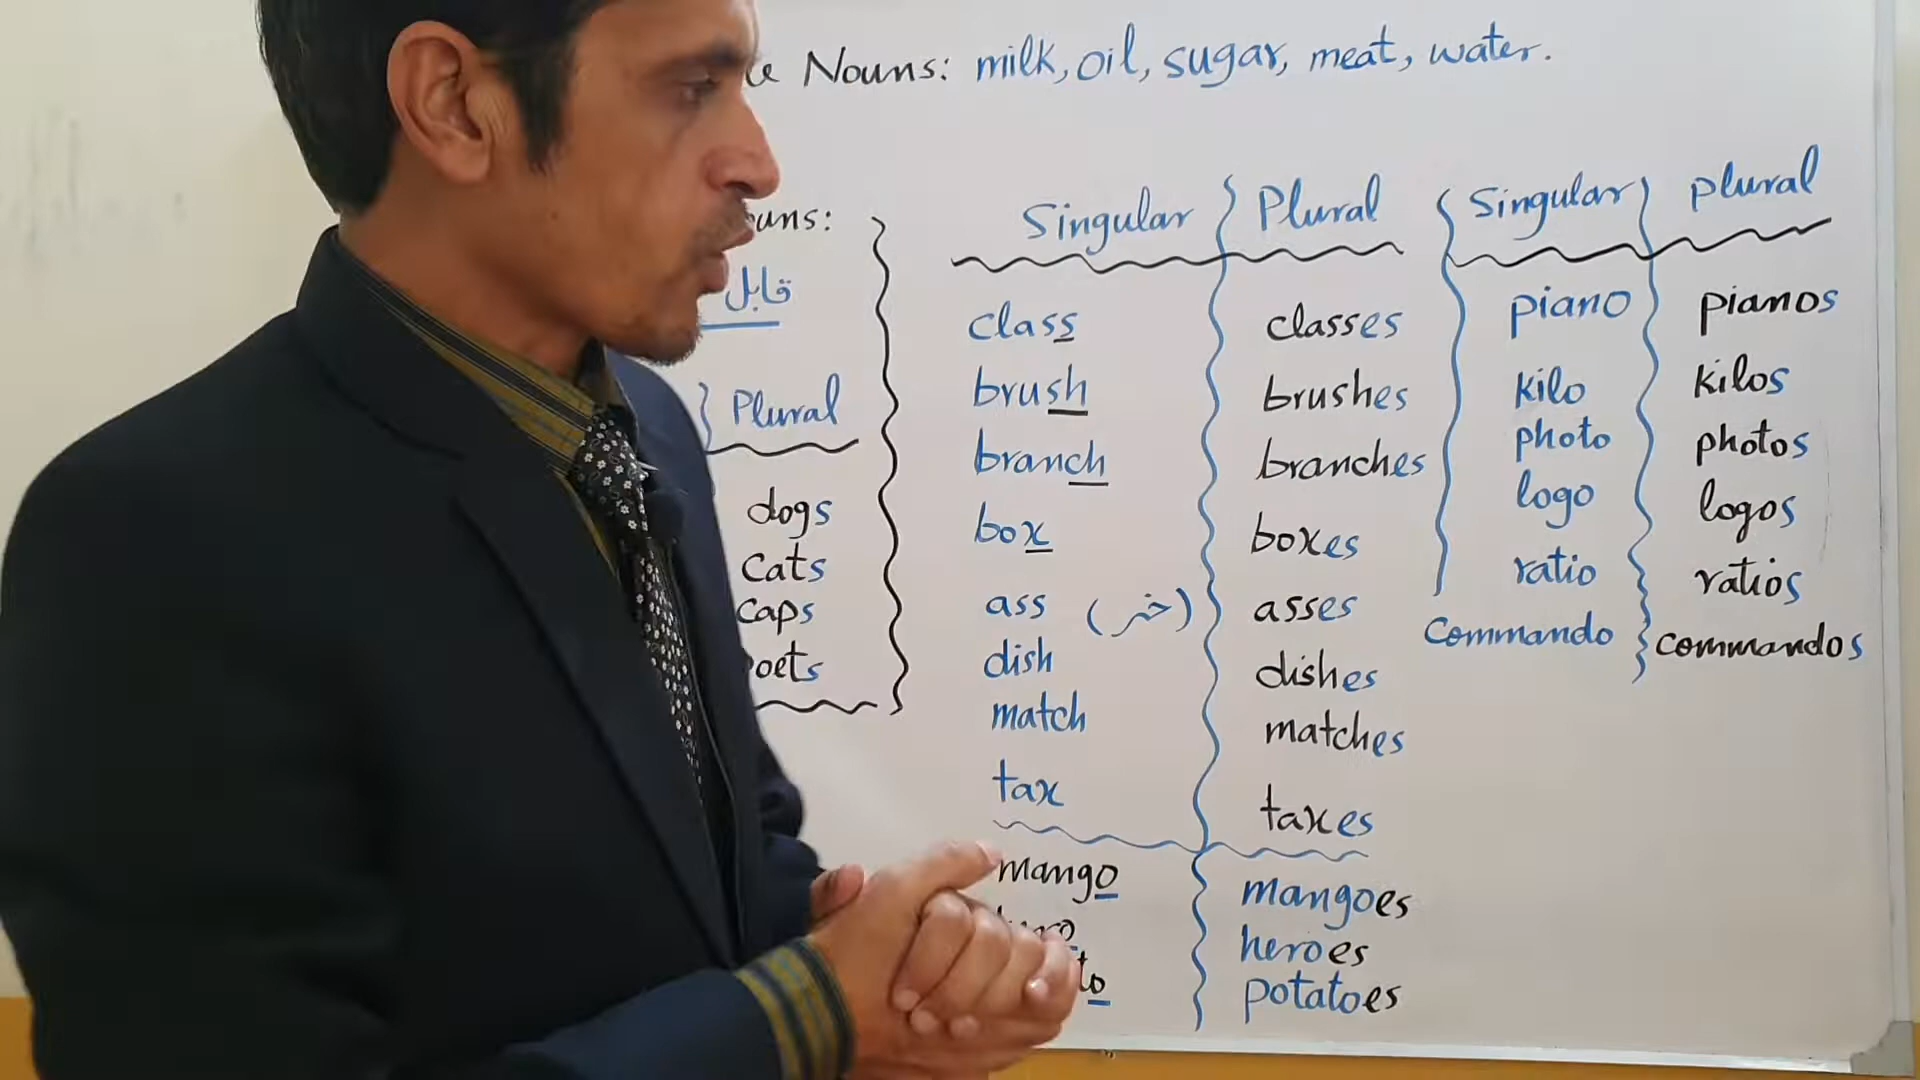 Nouns: milk, oil, sugar, meat, water.
قابل
Plural
dogs
cats
caps
Singular Plural
class classes
brush brushes
branch branches
box boxes
ass (خر) asses
dish dishes
match matches
tax taxes
mango mangoes
heroes
potatoes
Singular plural
piano pianos
kilo kilos
photo photos
logo logos
ratio ratios
Commando commandos